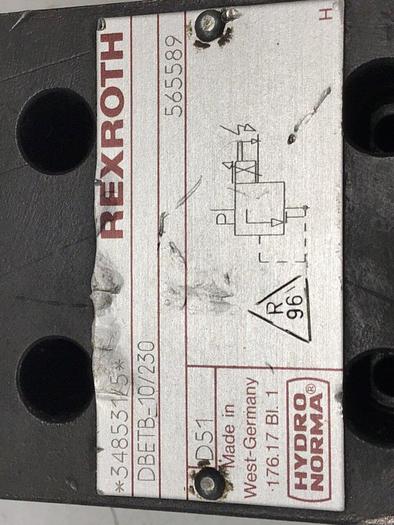 REXROTH
*348531/5*
DBETB-10/230
565589
D51
Made in
West-Germany
·176.17 Bl. 1
HYDRO
NORMA®
P
R
96
H